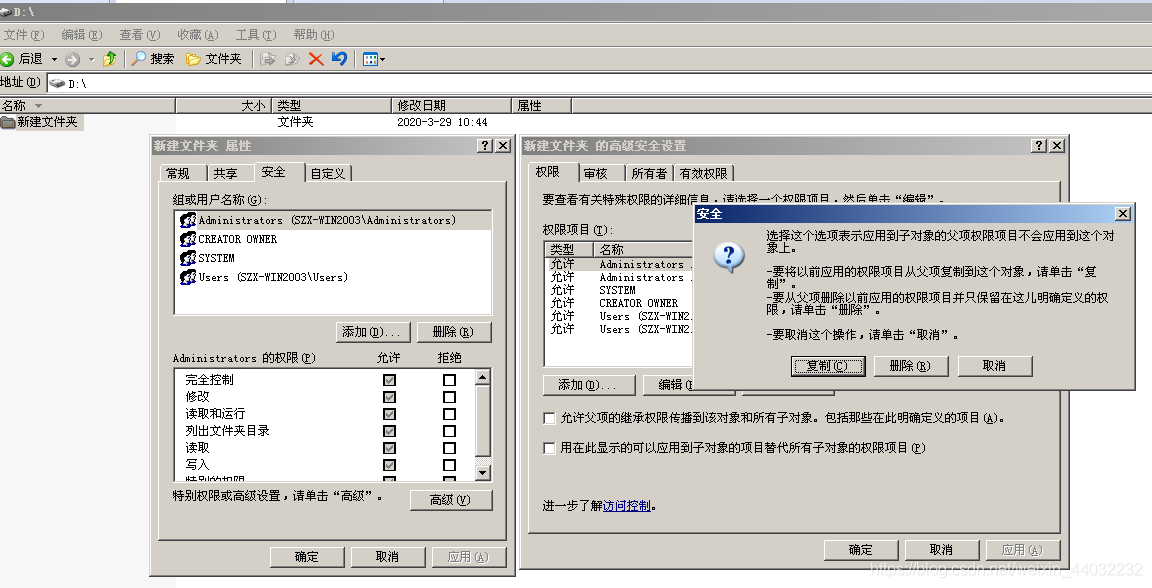 D:\
文件(F) 编辑(E) 查看(V) 收藏(A) 工具(T) 帮助(H)
后退 搜索 文件夹
地址(D) D:\
名称 大小 类型 修改日期 属性
新建文件夹 文件夹 2020-3-29 10:44
新建文件夹 属性
常规 共享 安全 自定义
组或用户名称(G):
Administrators (SZX-WIN2003\Administrators)
CREATOR OWNER
SYSTEM
Users (SZX-WIN2003\Users)
添加(D)... 删除(R)
Administrators 的权限(P) 允许 拒绝
完全控制
修改
读取和运行
列出文件夹目录
读取
写入
特别的权限
特别权限或高级设置，请单击“高级”。
高级(V)
确定 取消 应用(A)
新建文件夹 的高级安全设置
权限 审核 所有者 有效权限
要查看有关特殊权限的详细信息，请选择一个权限项目，然后单击“编辑”。
权限项目(T):
类型 名称
允许 Administrators
允许 Administrators
允许 SYSTEM
允许 CREATOR OWNER
允许 Users (SZX-WIN2
允许 Users (SZX-WIN2
添加(D)... 编辑(
允许父项的继承权限传播到该对象和所有子对象。包括那些在此明确定义的项目(A)。
用在此显示的可以应用到子对象的项目替代所有子对象的权限项目(P)
进一步了解访问控制。
确定 取消 应用(A)
安全
选择这个选项表示应用到子对象的父项权限项目不会应用到这个对
象上。
-要将以前应用的权限项目从父项复制到这个对象，请单击“复
制”。
-要从父项删除以前应用的权限项目并只保留在这儿明确定义的权
限，请单击“删除”。
-要取消这个操作，请单击“取消”。
复制(C) 删除(R) 取消
https://blog.csdn.net/weixin_44032232